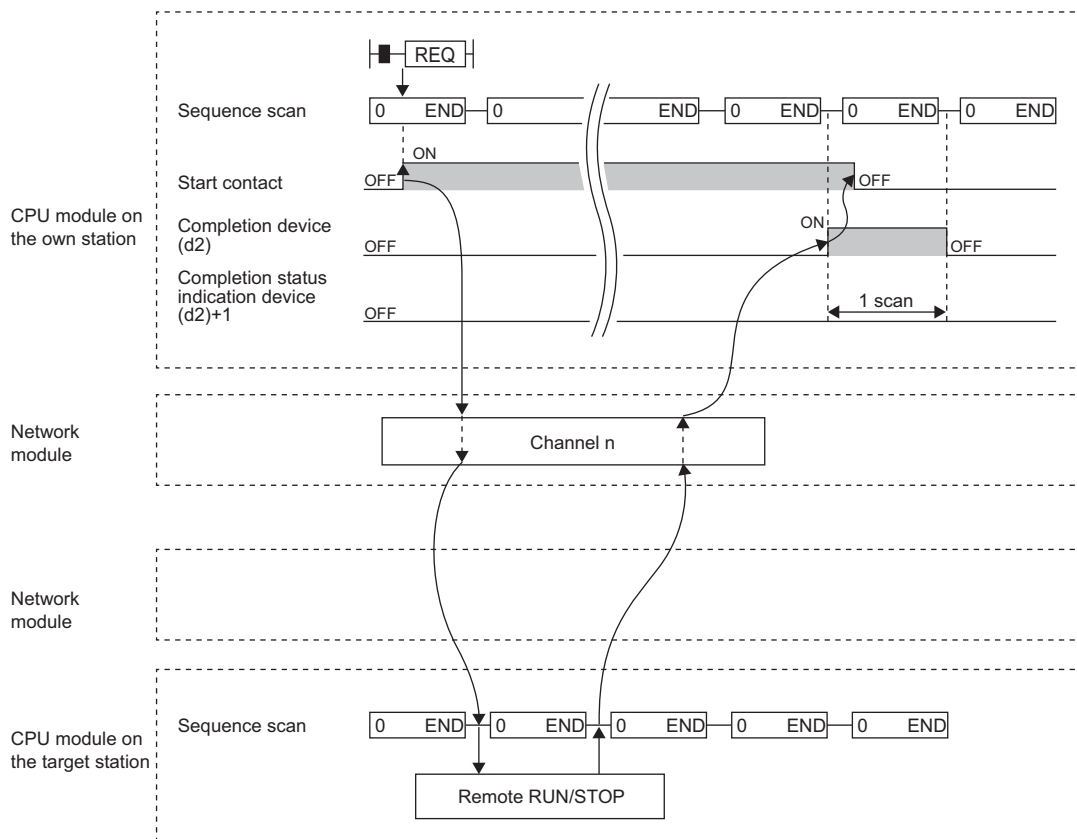 REQ
Sequence scan
0 END 0 END 0 END 0 END 0 END
ON
Start contact
OFF OFF
CPU module on
the own station
Completion device
(d2)
ON
OFF OFF
Completion status
indication device
(d2)+1
1 scan
OFF
Network
module
Channel n
Network
module
CPU module on
the target station
Sequence scan
0 END 0 END 0 END 0 END 0 END
Remote RUN/STOP